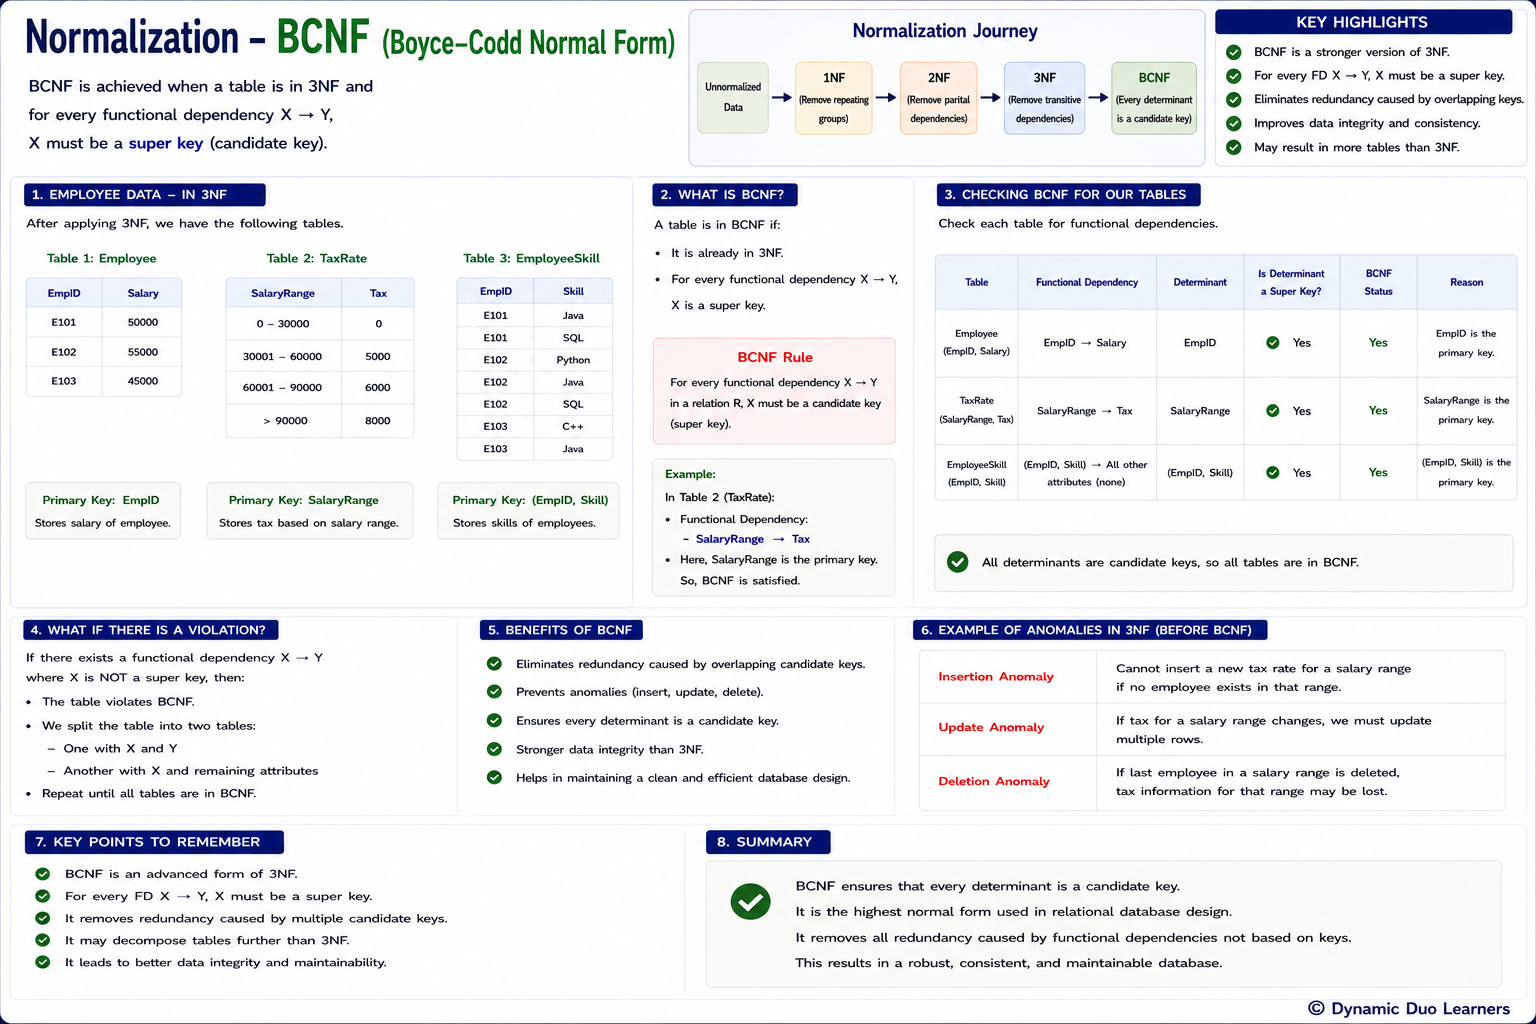 Normalization – BCNF (Boyce–Codd Normal Form)
BCNF is achieved when a table is in 3NF and
for every functional dependency X → Y,
X must be a super key (candidate key).
Normalization Journey
Unnormalized
Data
1NF
(Remove repeating
groups)
2NF
(Remove parital
dependencies)
3NF
(Remove transitive
dependencies)
BCNF
(Every determinant
is a candidate key)
KEY HIGHLIGHTS
BCNF is a stronger version of 3NF.
For every FD X → Y, X must be a super key.
Eliminates redundancy caused by overlapping keys.
Improves data integrity and consistency.
May result in more tables than 3NF.
1. EMPLOYEE DATA – IN 3NF
After applying 3NF, we have the following tables.
Table 1: Employee
EmpID Salary
E101 50000
E102 55000
E103 45000
Primary Key: EmpID
Stores salary of employee.
Table 2: TaxRate
SalaryRange Tax
0 – 30000 0
30001 – 60000 5000
60001 – 90000 6000
> 90000 8000
Primary Key: SalaryRange
Stores tax based on salary range.
Table 3: EmployeeSkill
EmpID Skill
E101 Java
E101 SQL
E102 Python
E102 Java
E102 SQL
E103 C++
E103 Java
Primary Key: (EmpID, Skill)
Stores skills of employees.
2. WHAT IS BCNF?
A table is in BCNF if:
• It is already in 3NF.
• For every functional dependency X → Y,
X is a super key.
BCNF Rule
For every functional dependency X → Y
in a relation R, X must be a candidate key
(super key).
Example:
In Table 2 (TaxRate):
• Functional Dependency:
– SalaryRange → Tax
• Here, SalaryRange is the primary key.
So, BCNF is satisfied.
3. CHECKING BCNF FOR OUR TABLES
Check each table for functional dependencies.
Table
Functional Dependency
Determinant
Is Determinant
a Super Key?
BCNF
Status
Reason
Employee
(EmpID, Salary)
EmpID → Salary
EmpID
Yes
Yes
EmpID is the
primary key.
TaxRate
(SalaryRange, Tax)
SalaryRange → Tax
SalaryRange
Yes
Yes
SalaryRange is the
primary key.
EmployeeSkill
(EmpID, Skill)
(EmpID, Skill) → All other
attributes (none)
(EmpID, Skill)
Yes
Yes
(EmpID, Skill) is the
primary key.
All determinants are candidate keys, so all tables are in BCNF.
4. WHAT IF THERE IS A VIOLATION?
If there exists a functional dependency X → Y
where X is NOT a super key, then:
• The table violates BCNF.
• We split the table into two tables:
– One with X and Y
– Another with X and remaining attributes
• Repeat until all tables are in BCNF.
5. BENEFITS OF BCNF
Eliminates redundancy caused by overlapping candidate keys.
Prevents anomalies (insert, update, delete).
Ensures every determinant is a candidate key.
Stronger data integrity than 3NF.
Helps in maintaining a clean and efficient database design.
6. EXAMPLE OF ANOMALIES IN 3NF (BEFORE BCNF)
Insertion Anomaly
Cannot insert a new tax rate for a salary range
if no employee exists in that range.
Update Anomaly
If tax for a salary range changes, we must update
multiple rows.
Deletion Anomaly
If last employee in a salary range is deleted,
tax information for that range may be lost.
7. KEY POINTS TO REMEMBER
BCNF is an advanced form of 3NF.
For every FD X → Y, X must be a super key.
It removes redundancy caused by multiple candidate keys.
It may decompose tables further than 3NF.
It leads to better data integrity and maintainability.
8. SUMMARY
BCNF ensures that every determinant is a candidate key.
It is the highest normal form used in relational database design.
It removes all redundancy caused by functional dependencies not based on keys.
This results in a robust, consistent, and maintainable database.
© Dynamic Duo Learners